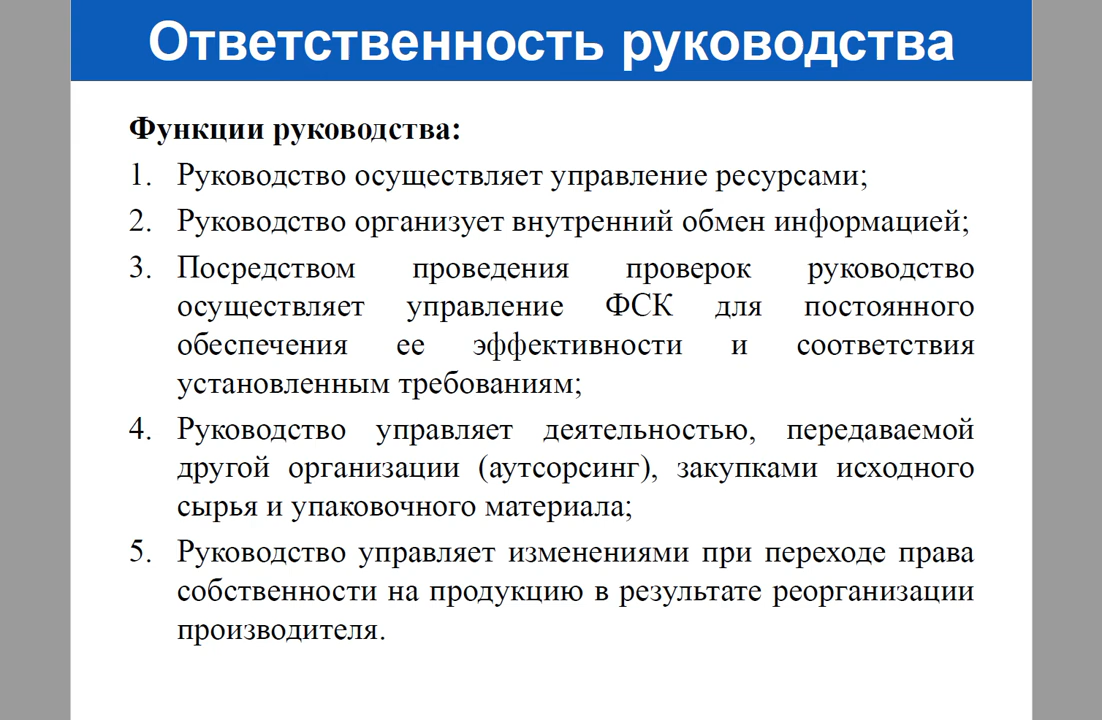 Ответственность руководства
Функции руководства:
1. Руководство осуществляет управление ресурсами;
2. Руководство организует внутренний обмен информацией;
3. Посредством проведения проверок руководство
осуществляет управление ФСК для постоянного
обеспечения ее эффективности и соответствия
установленным требованиям;
4. Руководство управляет деятельностью, передаваемой
другой организации (аутсорсинг), закупками исходного
сырья и упаковочного материала;
5. Руководство управляет изменениями при переходе права
собственности на продукцию в результате реорганизации
производителя.